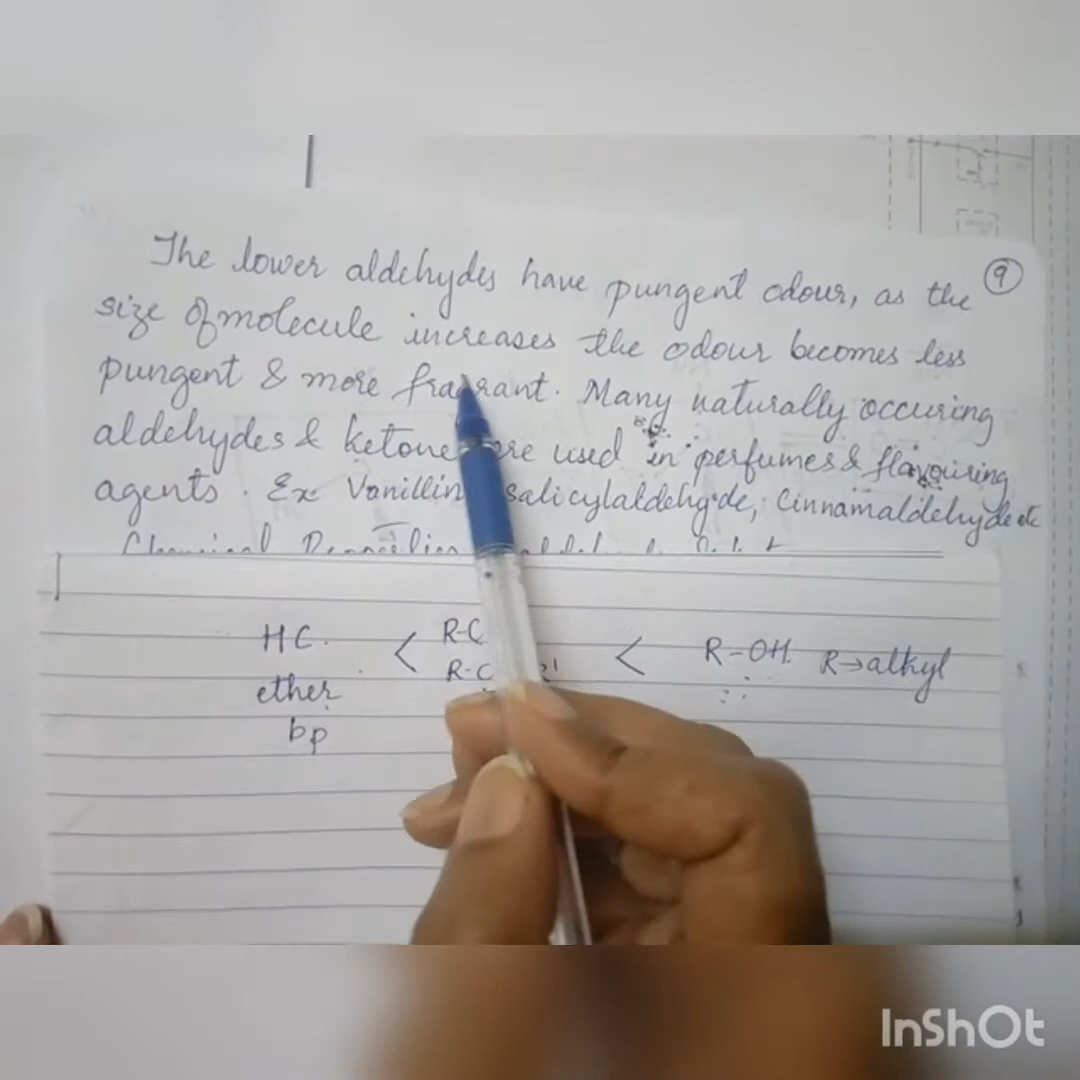 The lower aldehydes have pungent odour, as the
9
size of molecule increases the odour becomes less
pungent & more fragrant. Many naturally occuring
aldehydes & ketone are used in perfumes & flavouring
agents. Ex Vanillin salicylaldehyde, Cinnamaldehyde etc
Chemical
HC. < R-C < R-OH. R→alkyl
ether R-C R'
bp
InShOt